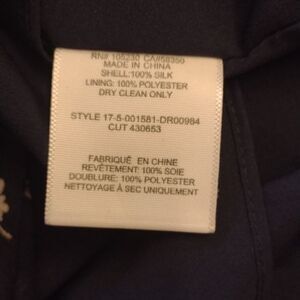 RN# 105230 CA#58350
MADE IN CHINA
SHELL:100% SILK
LINING: 100% POLYESTER
DRY CLEAN ONLY
STYLE 17-5-001581-DR00984
CUT 430653
FABRIQUÉ EN CHINE
REVÊTEMENT: 100% SOIE
DOUBLURE: 100% POLYESTER
NETTOYAGE À SEC UNIQUEMENT